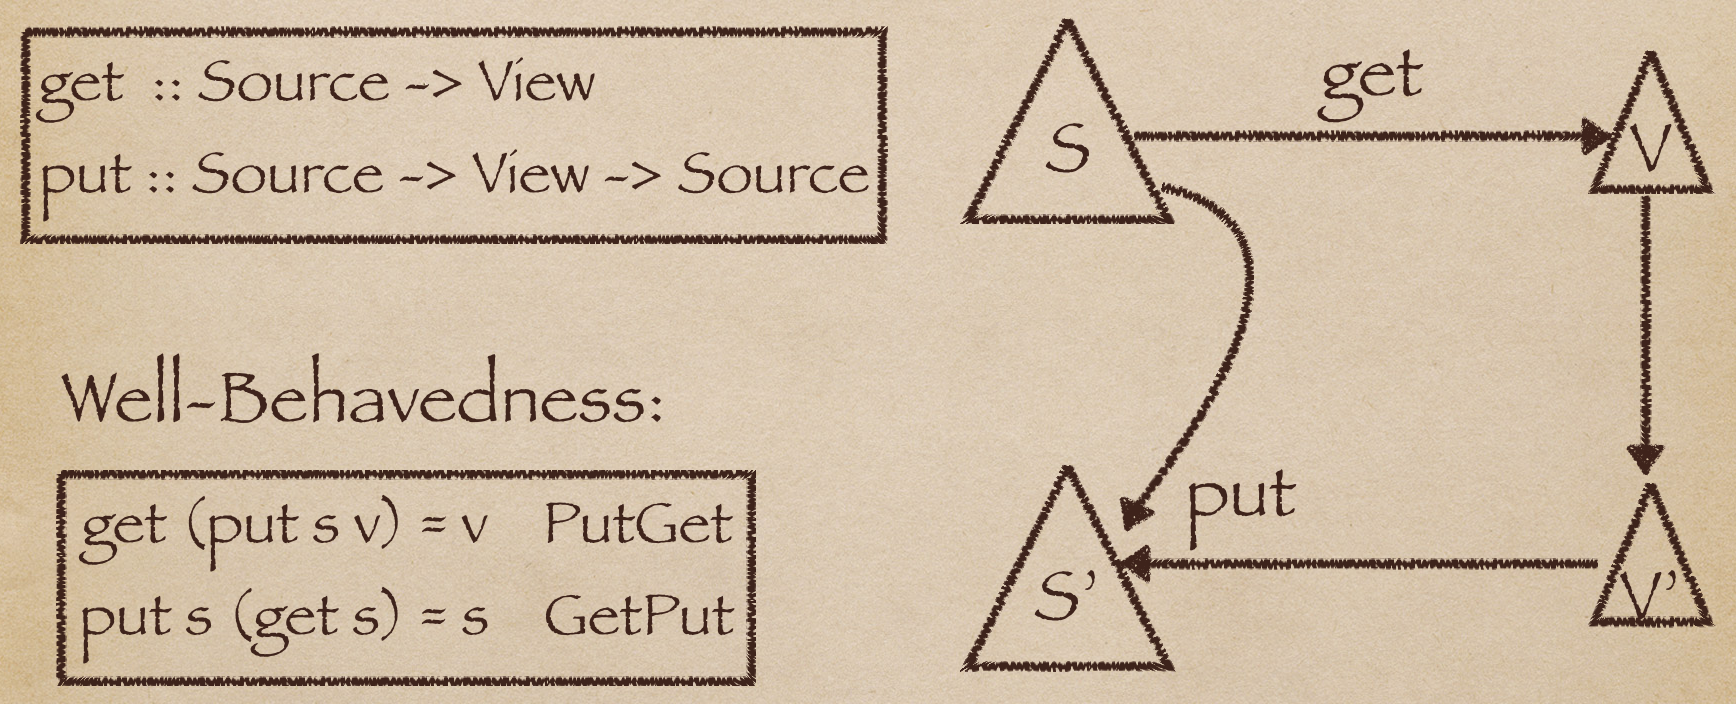 get :: Source -> View
put :: Source -> View -> Source
Well-Behavedness:
get (put s v) = v PutGet
put s (get s) = s GetPut
S
get
V
put
S'
V'